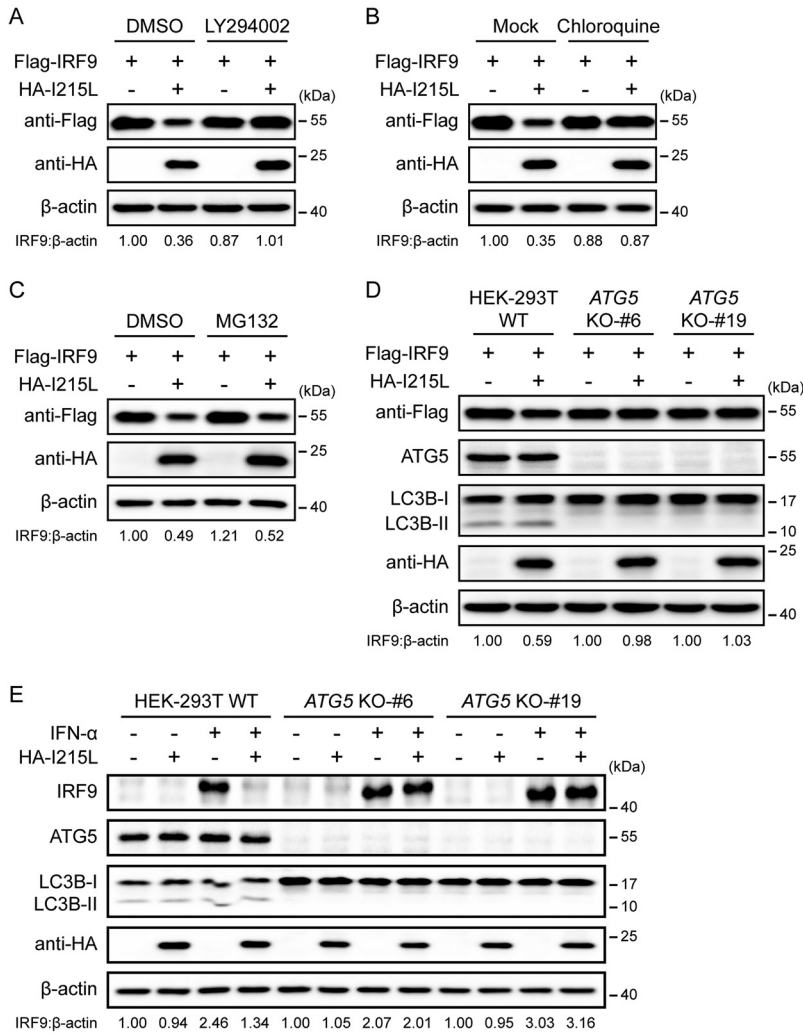 A
DMSO LY294002
Flag-IRF9 + + + +
HA-I215L - + - + (kDa)
anti-Flag 55
anti-HA 25
β-actin 40
IRF9:β-actin 1.00 0.36 0.87 1.01
B
Mock Chloroquine
Flag-IRF9 + + + +
HA-I215L - + - + (kDa)
anti-Flag 55
anti-HA 25
β-actin 40
IRF9:β-actin 1.00 0.35 0.88 0.87
C
DMSO MG132
Flag-IRF9 + + + +
HA-I215L - + - + (kDa)
anti-Flag 55
anti-HA 25
β-actin 40
IRF9:β-actin 1.00 0.49 1.21 0.52
D
HEK-293T ATG5 ATG5
WT KO-#6 KO-#19
Flag-IRF9 + + + + + +
HA-I215L - + - + - + (kDa)
anti-Flag 55
ATG5 55
LC3B-I 17
LC3B-II 10
anti-HA 25
β-actin 40
IRF9:β-actin 1.00 0.59 1.00 0.98 1.00 1.03
E
HEK-293T WT ATG5 KO-#6 ATG5 KO-#19
IFN-α - - + + - - + + - - + +
HA-I215L - + - + - + - + - + - + (kDa)
IRF9 40
ATG5 55
LC3B-I 17
LC3B-II 10
anti-HA 25
β-actin 40
IRF9:β-actin 1.00 0.94 2.46 1.34 1.00 1.05 2.07 2.01 1.00 0.95 3.03 3.16